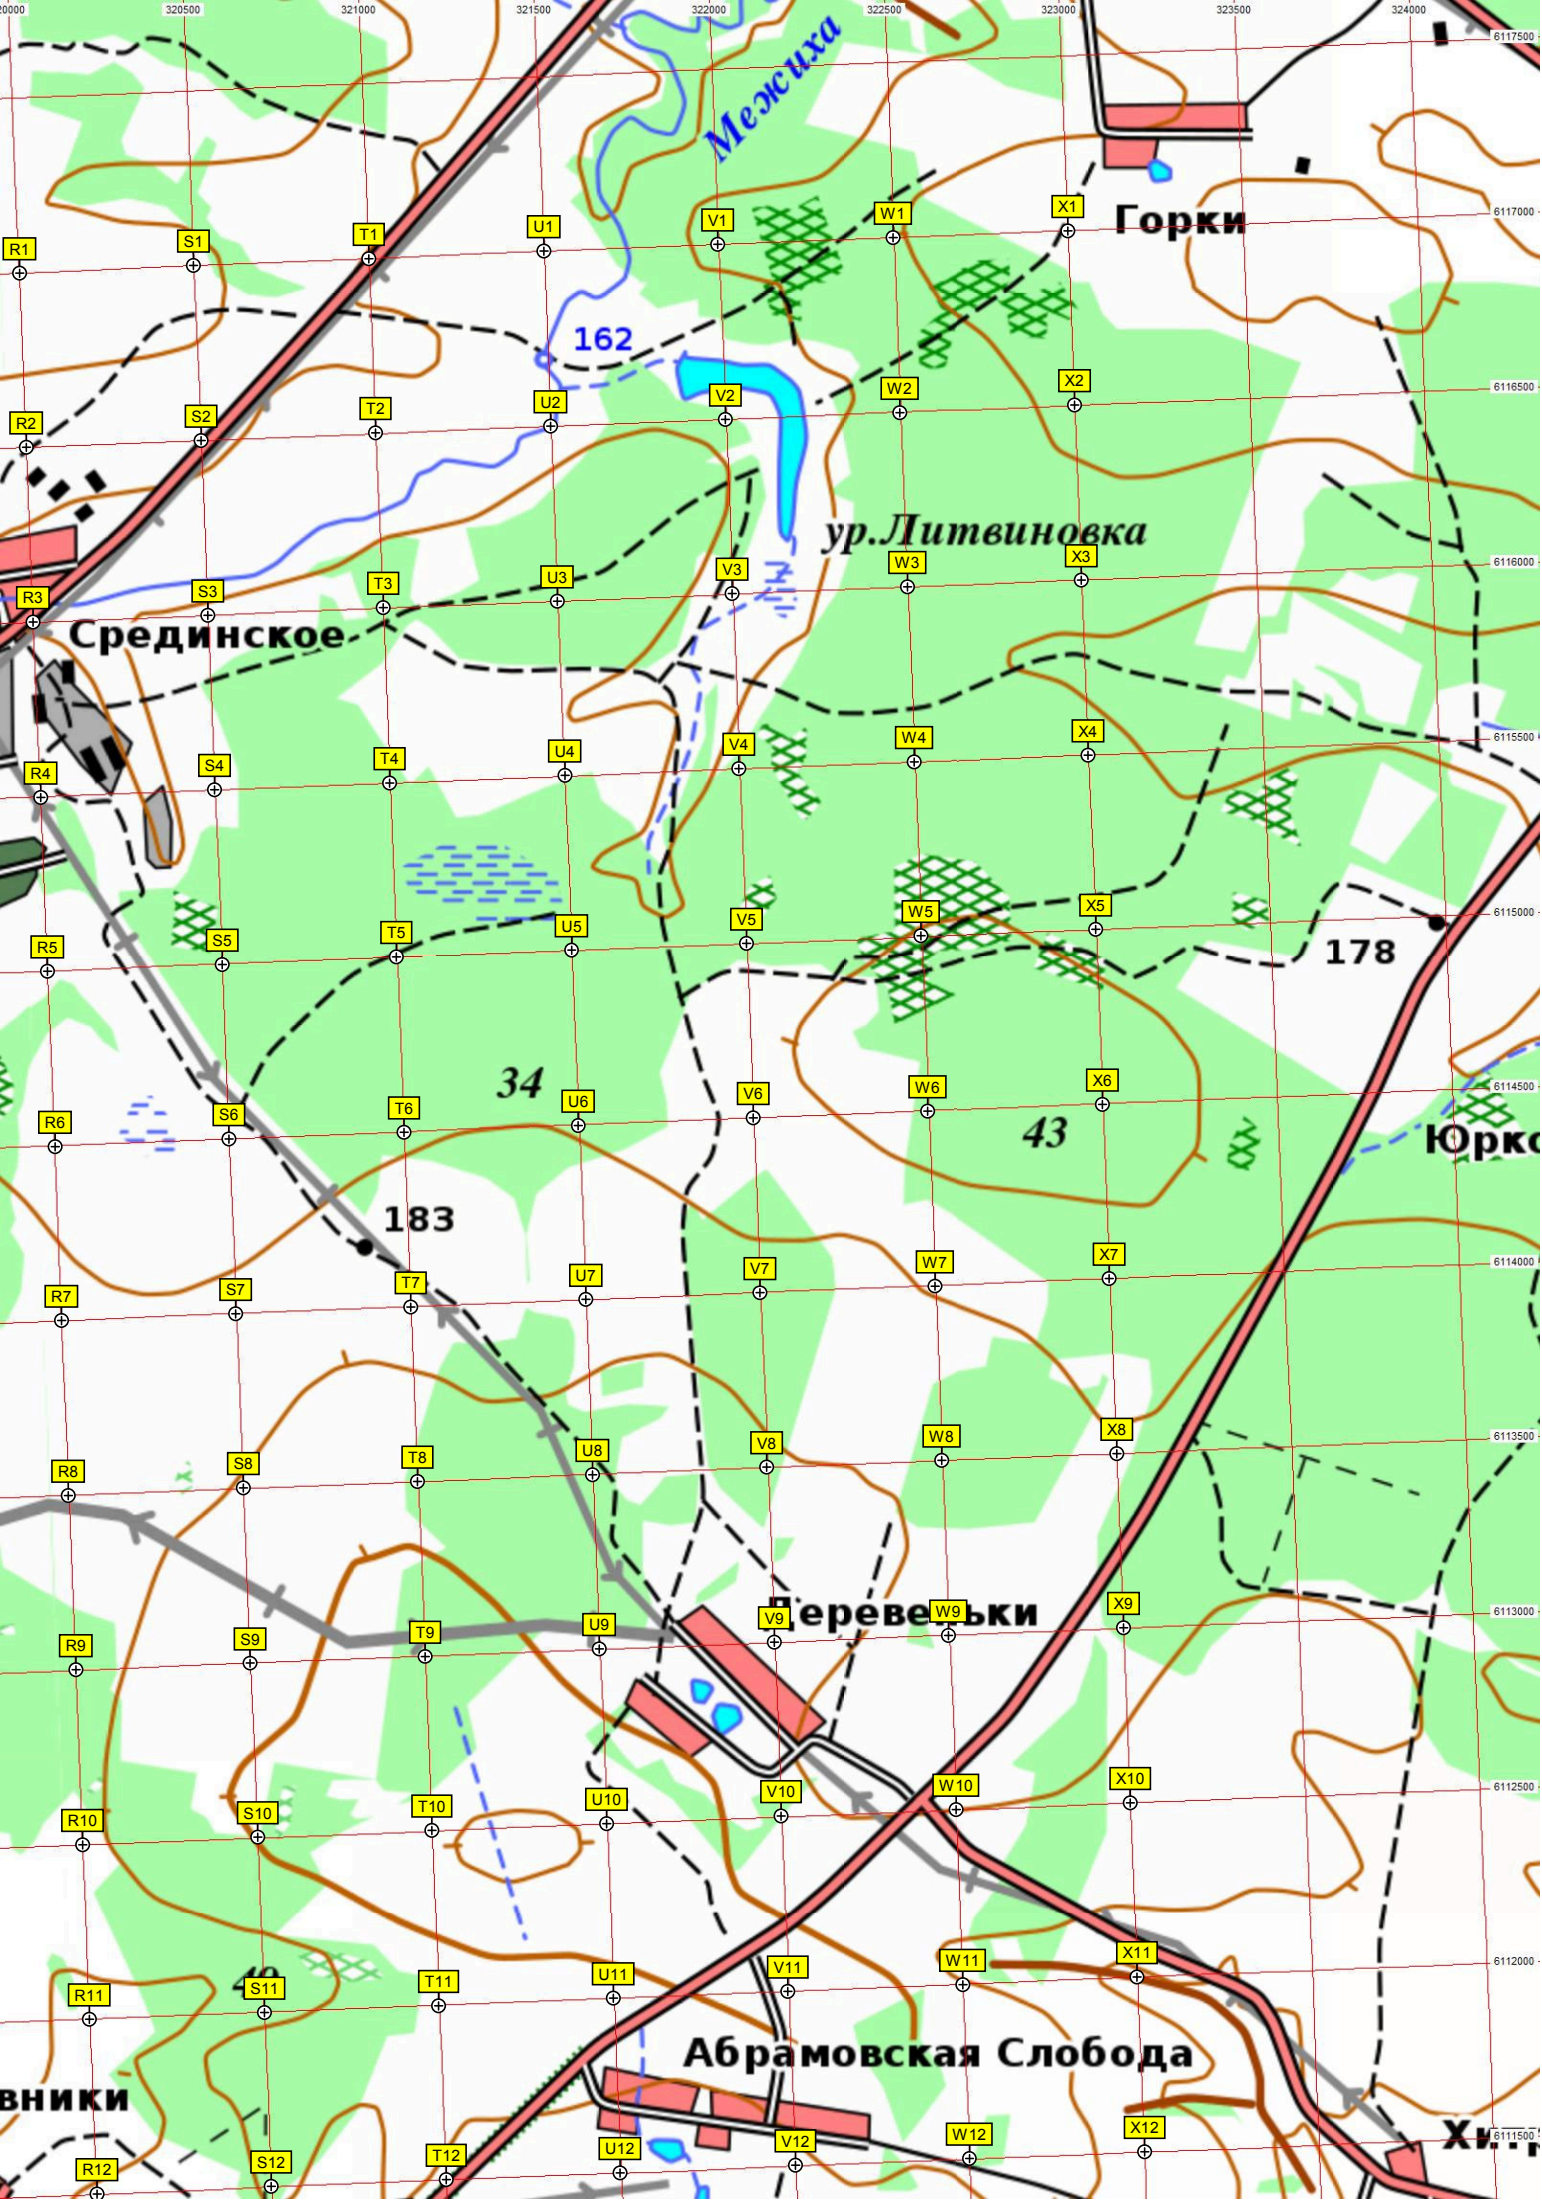 320000 320500 321000 321500 322000 322500 323000 323500 324000
6117500
Межиха
R1 S1 T1 U1 V1 W1 X1 6117000
Горки
162
R2 S2 T2 U2 V2 W2 X2 6116500
ур.Литвиновка
R3 S3 T3 U3 V3 W3 X3 6116000
Срединское
R4 S4 T4 U4 V4 W4 X4 6115500
R5 S5 T5 U5 V5 W5 X5 6115000
178
34
R6 S6 T6 U6 V6 W6 X6 6114500
43
Юрко
183
R7 S7 T7 U7 V7 W7 X7 6114000
R8 S8 T8 U8 V8 W8 X8 6113500
Деревеньки
R9 S9 T9 U9 V9 W9 X9 6113000
R10 S10 T10 U10 V10 W10 X10 6112500
R11 S11 T11 U11 V11 W11 X11 6112000
Абрамовская Слобода
вники
R12 S12 T12 U12 V12 W12 X12 6111500